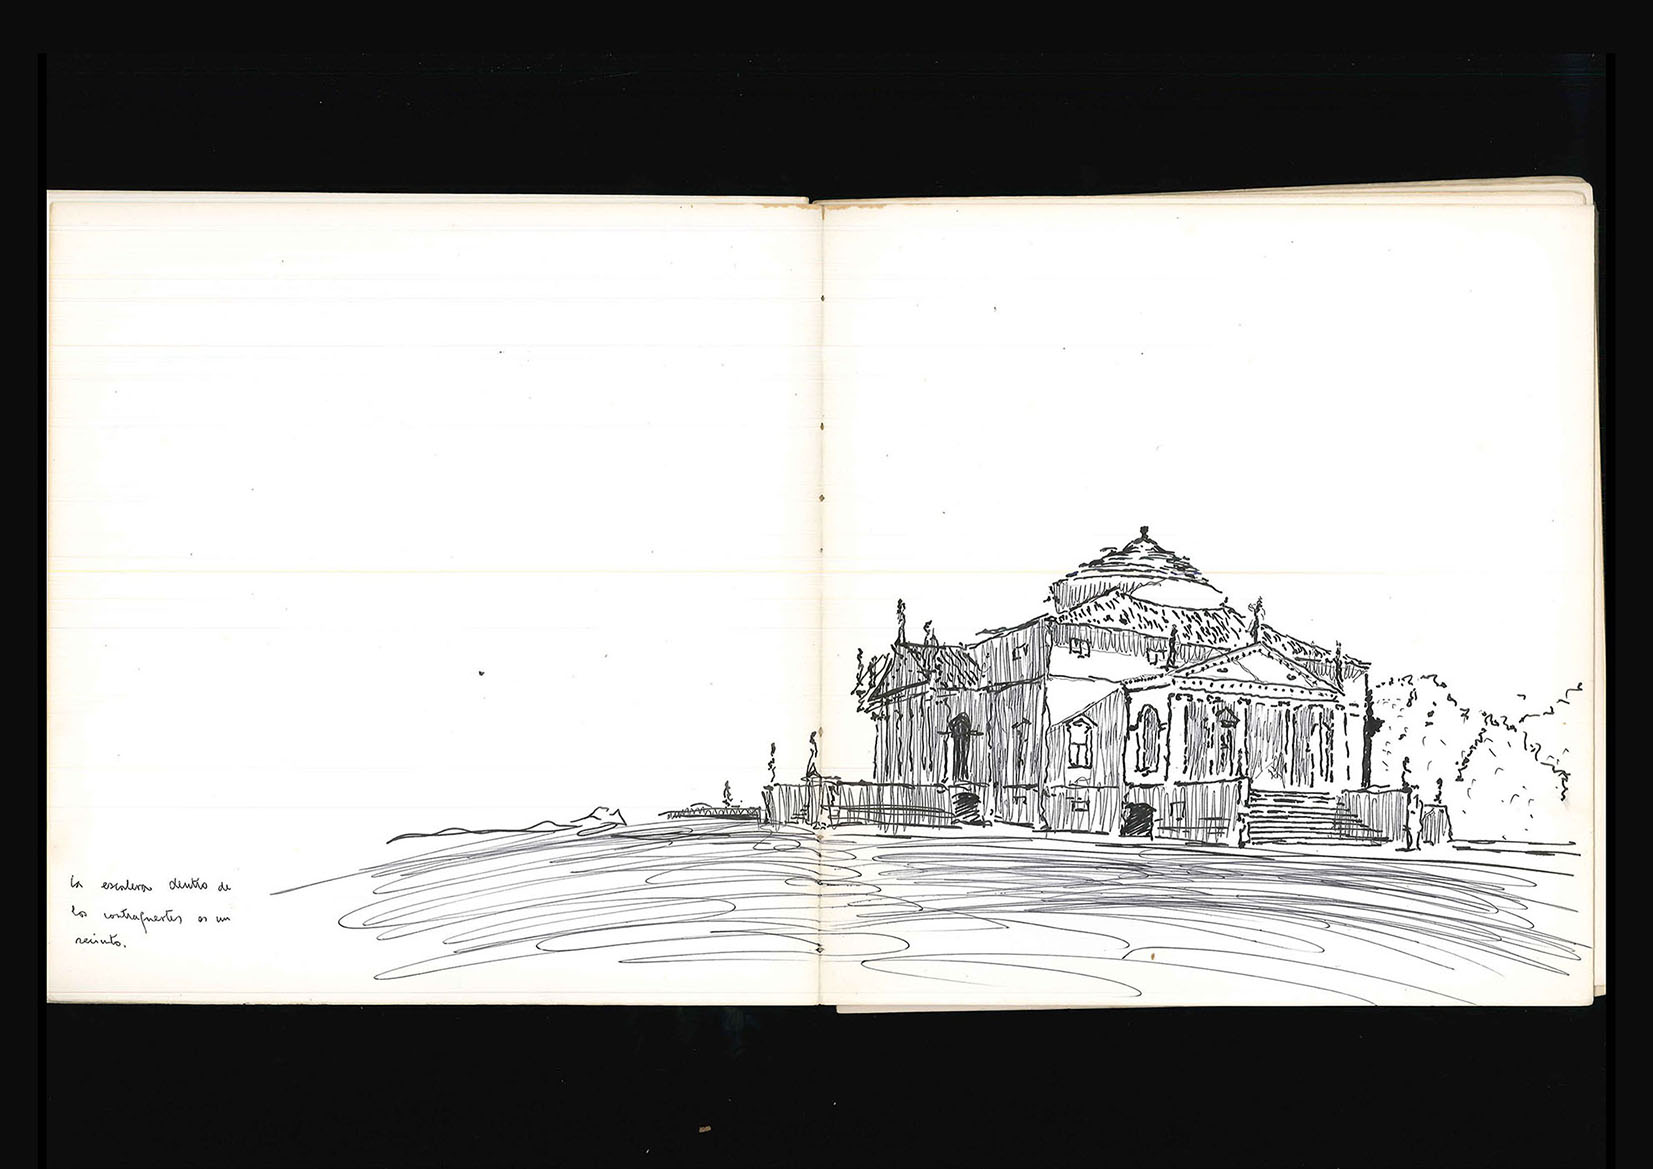 la escalera dentro de
los contrafuertes es un
recinto.